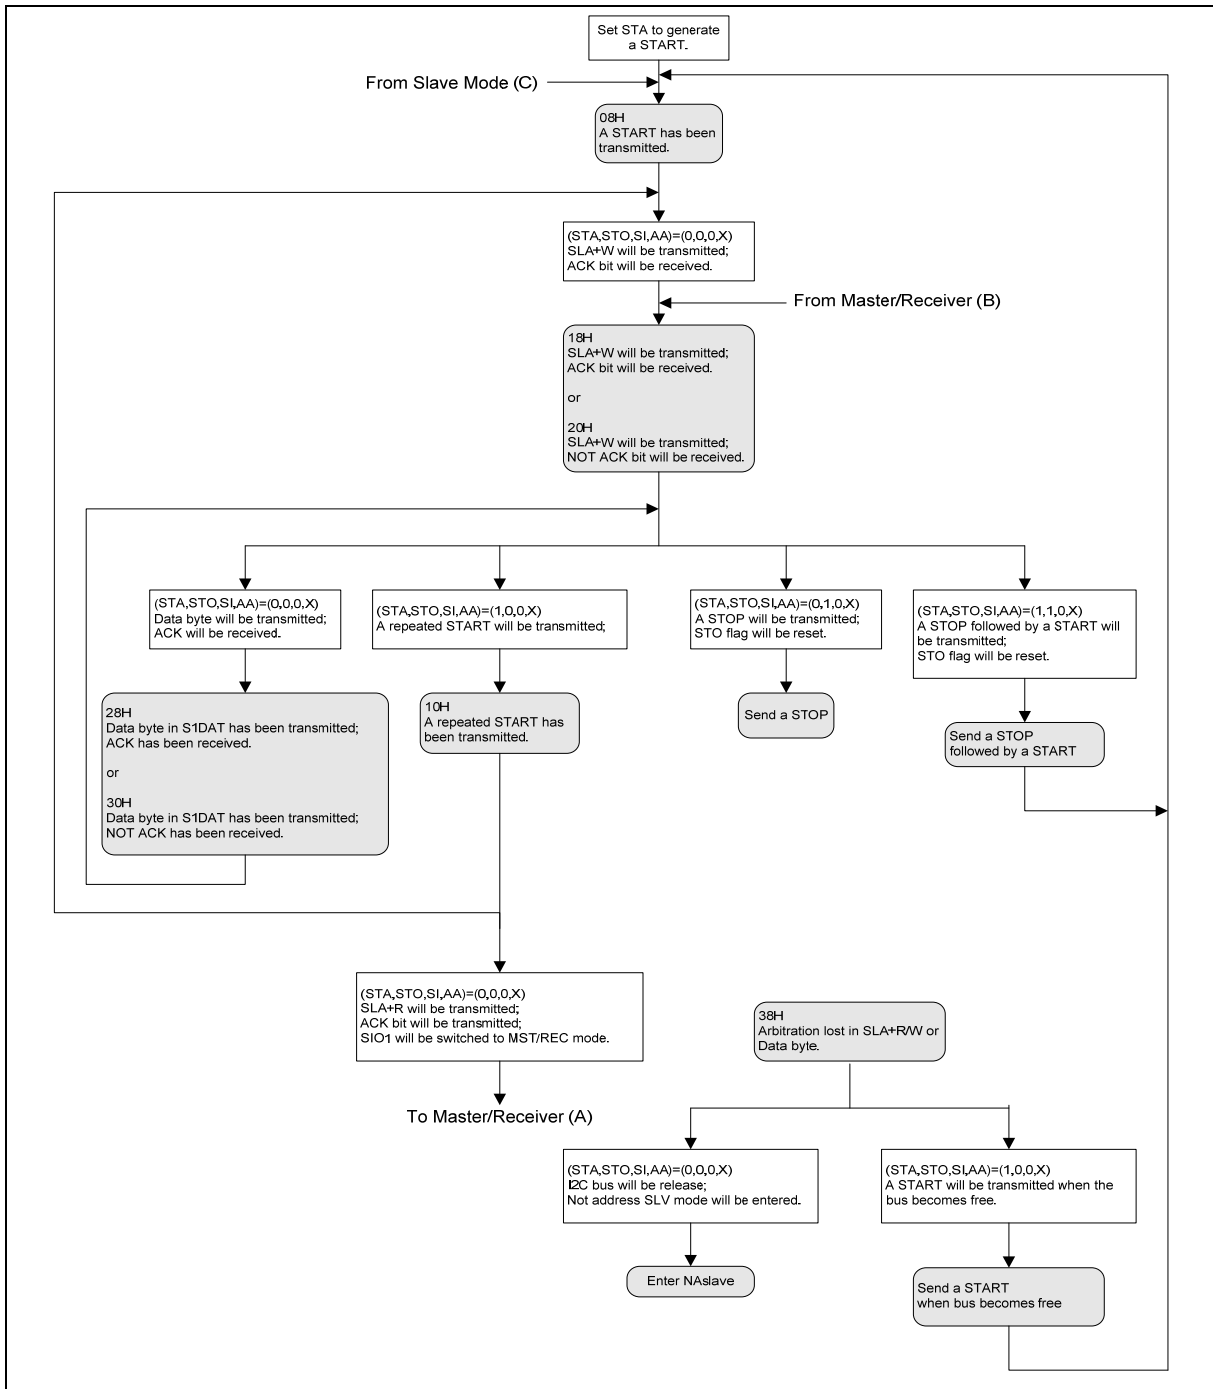 Set STA to generate
a START.
From Slave Mode (C)
08H
A START has been
transmitted.
(STA,STO,SI,AA)=(0,0,0,X)
SLA+W will be transmitted;
ACK bit will be received.
From Master/Receiver (B)
18H
SLA+W will be transmitted;
ACK bit will be received.
or
20H
SLA+W will be transmitted;
NOT ACK bit will be received.
(STA,STO,SI,AA)=(0,0,0,X)
Data byte will be transmitted;
ACK will be received.
(STA,STO,SI,AA)=(1,0,0,X)
A repeated START will be transmitted;
(STA,STO,SI,AA)=(0,1,0,X)
A STOP will be transmitted;
STO flag will be reset.
(STA,STO,SI,AA)=(1,1,0,X)
A STOP followed by a START will
be transmitted;
STO flag will be reset.
28H
Data byte in S1DAT has been transmitted;
ACK has been received.
or
30H
Data byte in S1DAT has been transmitted;
NOT ACK has been received.
10H
A repeated START has
been transmitted.
Send a STOP
Send a STOP
followed by a START
(STA,STO,SI,AA)=(0,0,0,X)
SLA+R will be transmitted;
ACK bit will be transmitted;
SIO1 will be switched to MST/REC mode.
To Master/Receiver (A)
38H
Arbitration lost in SLA+R/W or
Data byte.
(STA,STO,SI,AA)=(0,0,0,X)
I2C bus will be release;
Not address SLV mode will be entered.
(STA,STO,SI,AA)=(1,0,0,X)
A START will be transmitted when the
bus becomes free.
Enter NAslave
Send a START
when bus becomes free